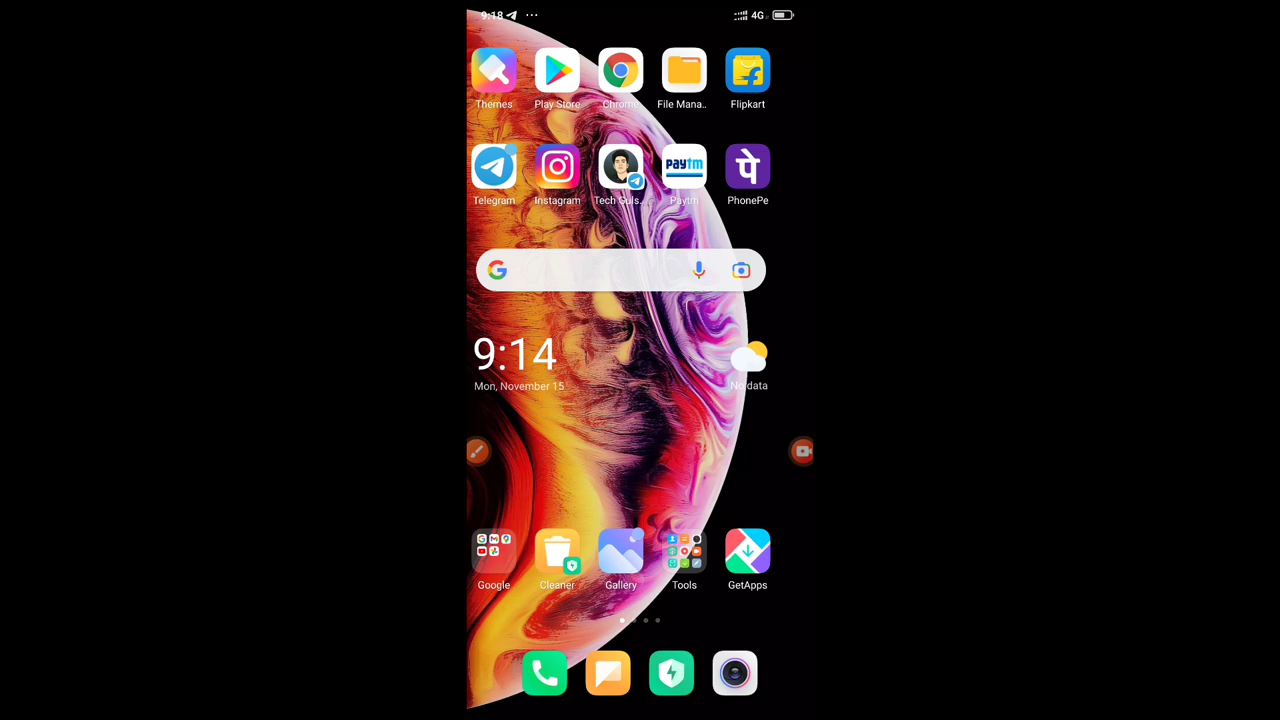 9:18 ... 4G
Themes Play Store Chrome File Mana.. Flipkart
paytm पे
Telegram Instagram Tech Guls... Paytm PhonePe
9:14
Mon, November 15 No data
Google Cleaner Gallery Tools GetApps